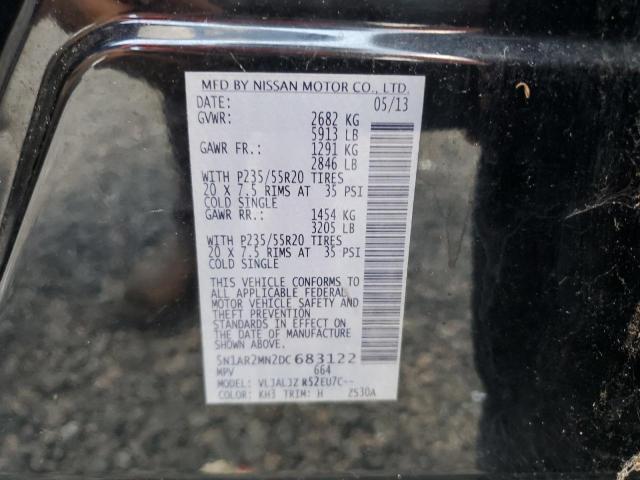 MFD BY NISSAN MOTOR CO., LTD.
DATE: 05/13
GVWR: 2682 KG
5913 LB
GAWR FR.: 1291 KG
2846 LB
WITH P235/55R20 TIRES
20 X 7.5 RIMS AT 35 PSI
COLD SINGLE
GAWR RR.: 1454 KG
3205 LB
WITH P235/55R20 TIRES
20 X 7.5 RIMS AT 35 PSI
COLD SINGLE
THIS VEHICLE CONFORMS TO
ALL APPLICABLE FEDERAL
MOTOR VEHICLE SAFETY AND
THEFT PREVENTION
STANDARDS IN EFFECT ON
THE DATE OF MANUFACTURE
SHOWN ABOVE.
5N1AR2MN2DC683122
MPV 664
MODEL: VLJALJZ R52EU7C--
COLOR: KH3 TRIM: H ZS30A